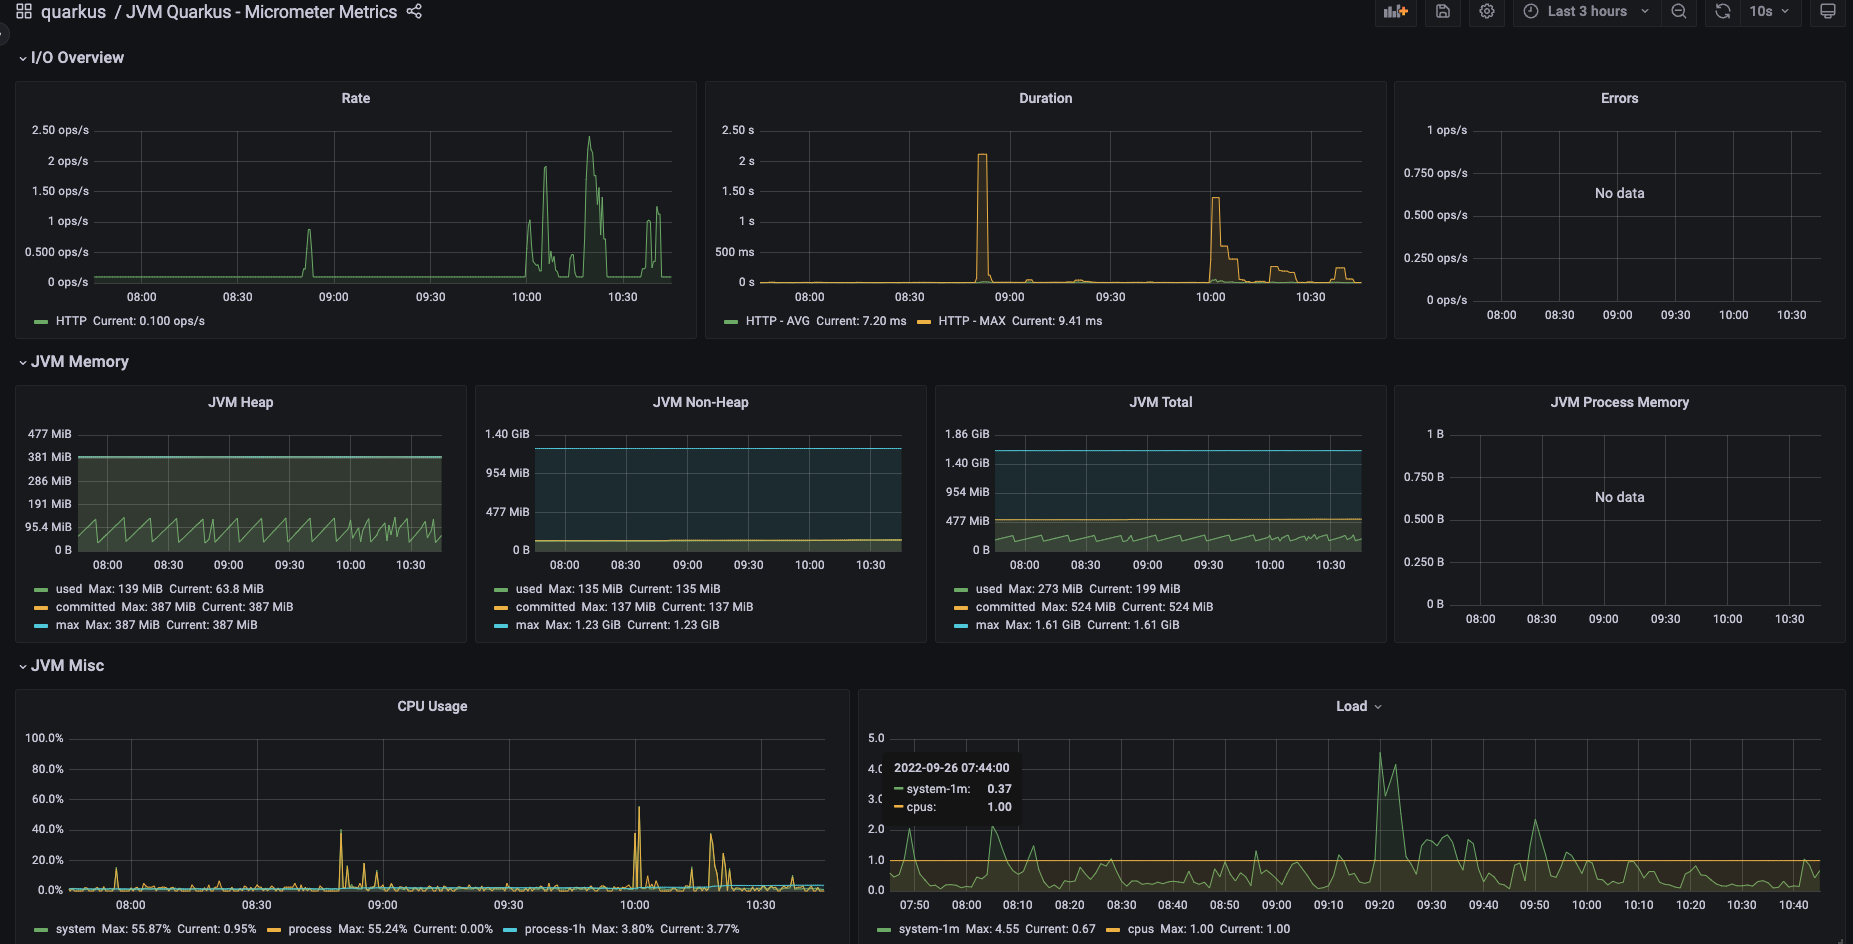 quarkus / JVM Quarkus - Micrometer Metrics
Last 3 hours
10s
I/O Overview
Rate
2.50 ops/s
2 ops/s
1.50 ops/s
1 ops/s
0.500 ops/s
0 ops/s
08:00 08:30 09:00 09:30 10:00 10:30
HTTP Current: 0.100 ops/s
Duration
2.50 s
2 s
1.50 s
1 s
500 ms
0 s
08:00 08:30 09:00 09:30 10:00 10:30
HTTP - AVG Current: 7.20 ms HTTP - MAX Current: 9.41 ms
Errors
1 ops/s
0.750 ops/s
0.500 ops/s
0.250 ops/s
0 ops/s
No data
08:00 08:30 09:00 09:30 10:00 10:30
JVM Memory
JVM Heap
477 MiB
381 MiB
286 MiB
191 MiB
95.4 MiB
0 B
08:00 08:30 09:00 09:30 10:00 10:30
used Max: 139 MiB Current: 63.8 MiB
committed Max: 387 MiB Current: 387 MiB
max Max: 387 MiB Current: 387 MiB
JVM Non-Heap
1.40 GiB
954 MiB
477 MiB
0 B
08:00 08:30 09:00 09:30 10:00 10:30
used Max: 135 MiB Current: 135 MiB
committed Max: 137 MiB Current: 137 MiB
max Max: 1.23 GiB Current: 1.23 GiB
JVM Total
1.86 GiB
1.40 GiB
954 MiB
477 MiB
0 B
08:00 08:30 09:00 09:30 10:00 10:30
used Max: 273 MiB Current: 199 MiB
committed Max: 524 MiB Current: 524 MiB
max Max: 1.61 GiB Current: 1.61 GiB
JVM Process Memory
1 B
0.750 B
0.500 B
0.250 B
0 B
No data
08:00 08:30 09:00 09:30 10:00 10:30
JVM Misc
CPU Usage
100.0%
80.0%
60.0%
40.0%
20.0%
0.0%
08:00 08:30 09:00 09:30 10:00 10:30
system Max: 55.87% Current: 0.95% process Max: 55.24% Current: 0.00% process-1h Max: 3.80% Current: 3.77%
Load
5.0
4.0
3.0
2.0
1.0
0.0
2022-09-26 07:44:00
system-1m: 0.37
cpus: 1.00
07:50 08:00 08:10 08:20 08:30 08:40 08:50 09:00 09:10 09:20 09:30 09:40 09:50 10:00 10:10 10:20 10:30 10:40
system-1m Max: 4.55 Current: 0.67 cpus Max: 1.00 Current: 1.00